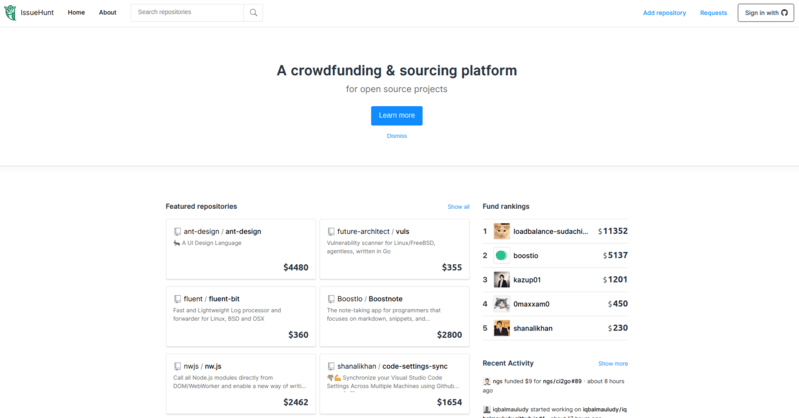 IssueHunt Home About Search repositories Add repository Requests Sign in with
A crowdfunding & sourcing platform
for open source projects
Learn more
Dismiss
Featured repositories Show all
ant-design / ant-design
A UI Design Language
$4480
future-architect / vuls
Vulnerability scanner for Linux/FreeBSD,
agentless, written in Go
$355
fluent / fluent-bit
Fast and Lightweight Log processor and
forwarder for Linux, BSD and OSX
$360
Boostio / Boostnote
The note-taking app for programmers that
focuses on markdown, snippets, and...
$2800
nwjs / nw.js
Call all Node.js modules directly from
DOM/WebWorker and enable a new way of writi...
$2462
shanalikhan / code-settings-sync
Synchronize your Visual Studio Code
Settings Across Multiple Machines using Github...
$1654
Fund rankings
1 loadbalance-sudachi... $11352
2 boostio $5137
3 kazup01 $1201
4 0maxxam0 $450
5 shanalikhan $230
Recent Activity Show more
ngs funded $9 for ngs/ci2go#89 · about 8 hours
ago
iqbalmauludy started working on iqbalmauludy/iq